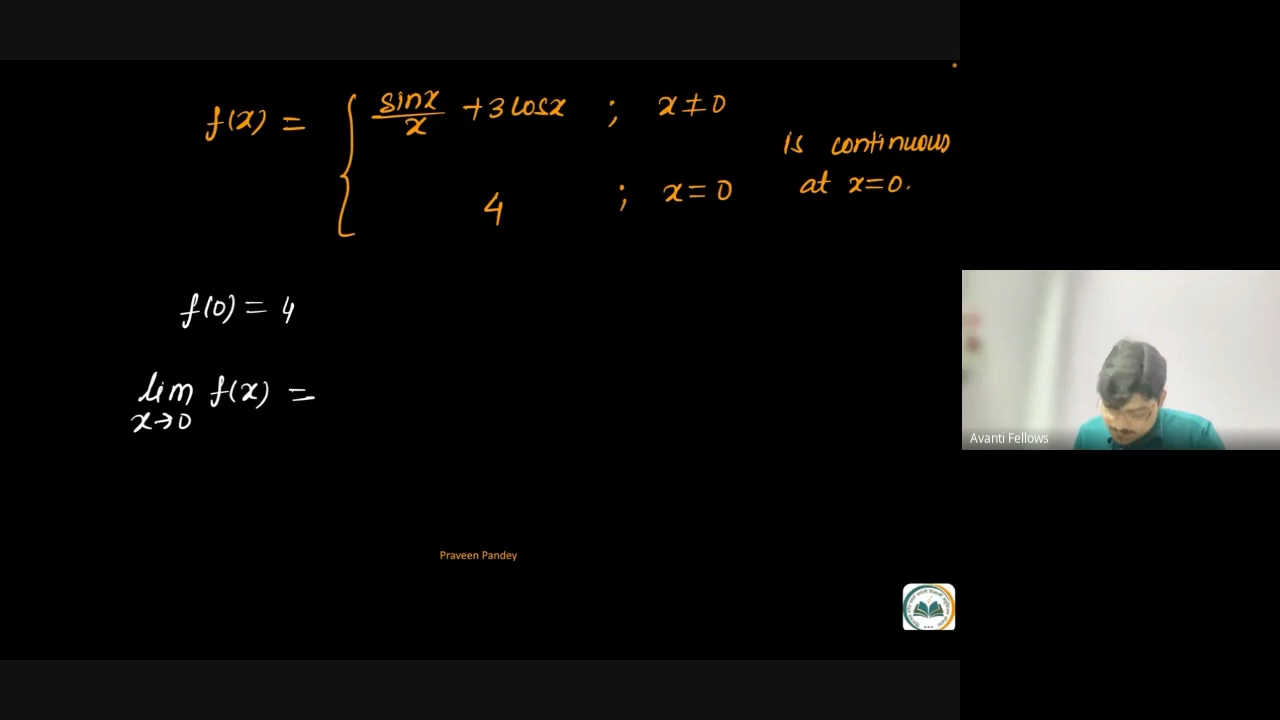 f(x) = { sinx/x + 3 cosx ; x ≠ 0
is continuous
4 ; x = 0
at x=0.
f(0) = 4
lim x→0 f(x) =
Avanti Fellows
Praveen Pandey